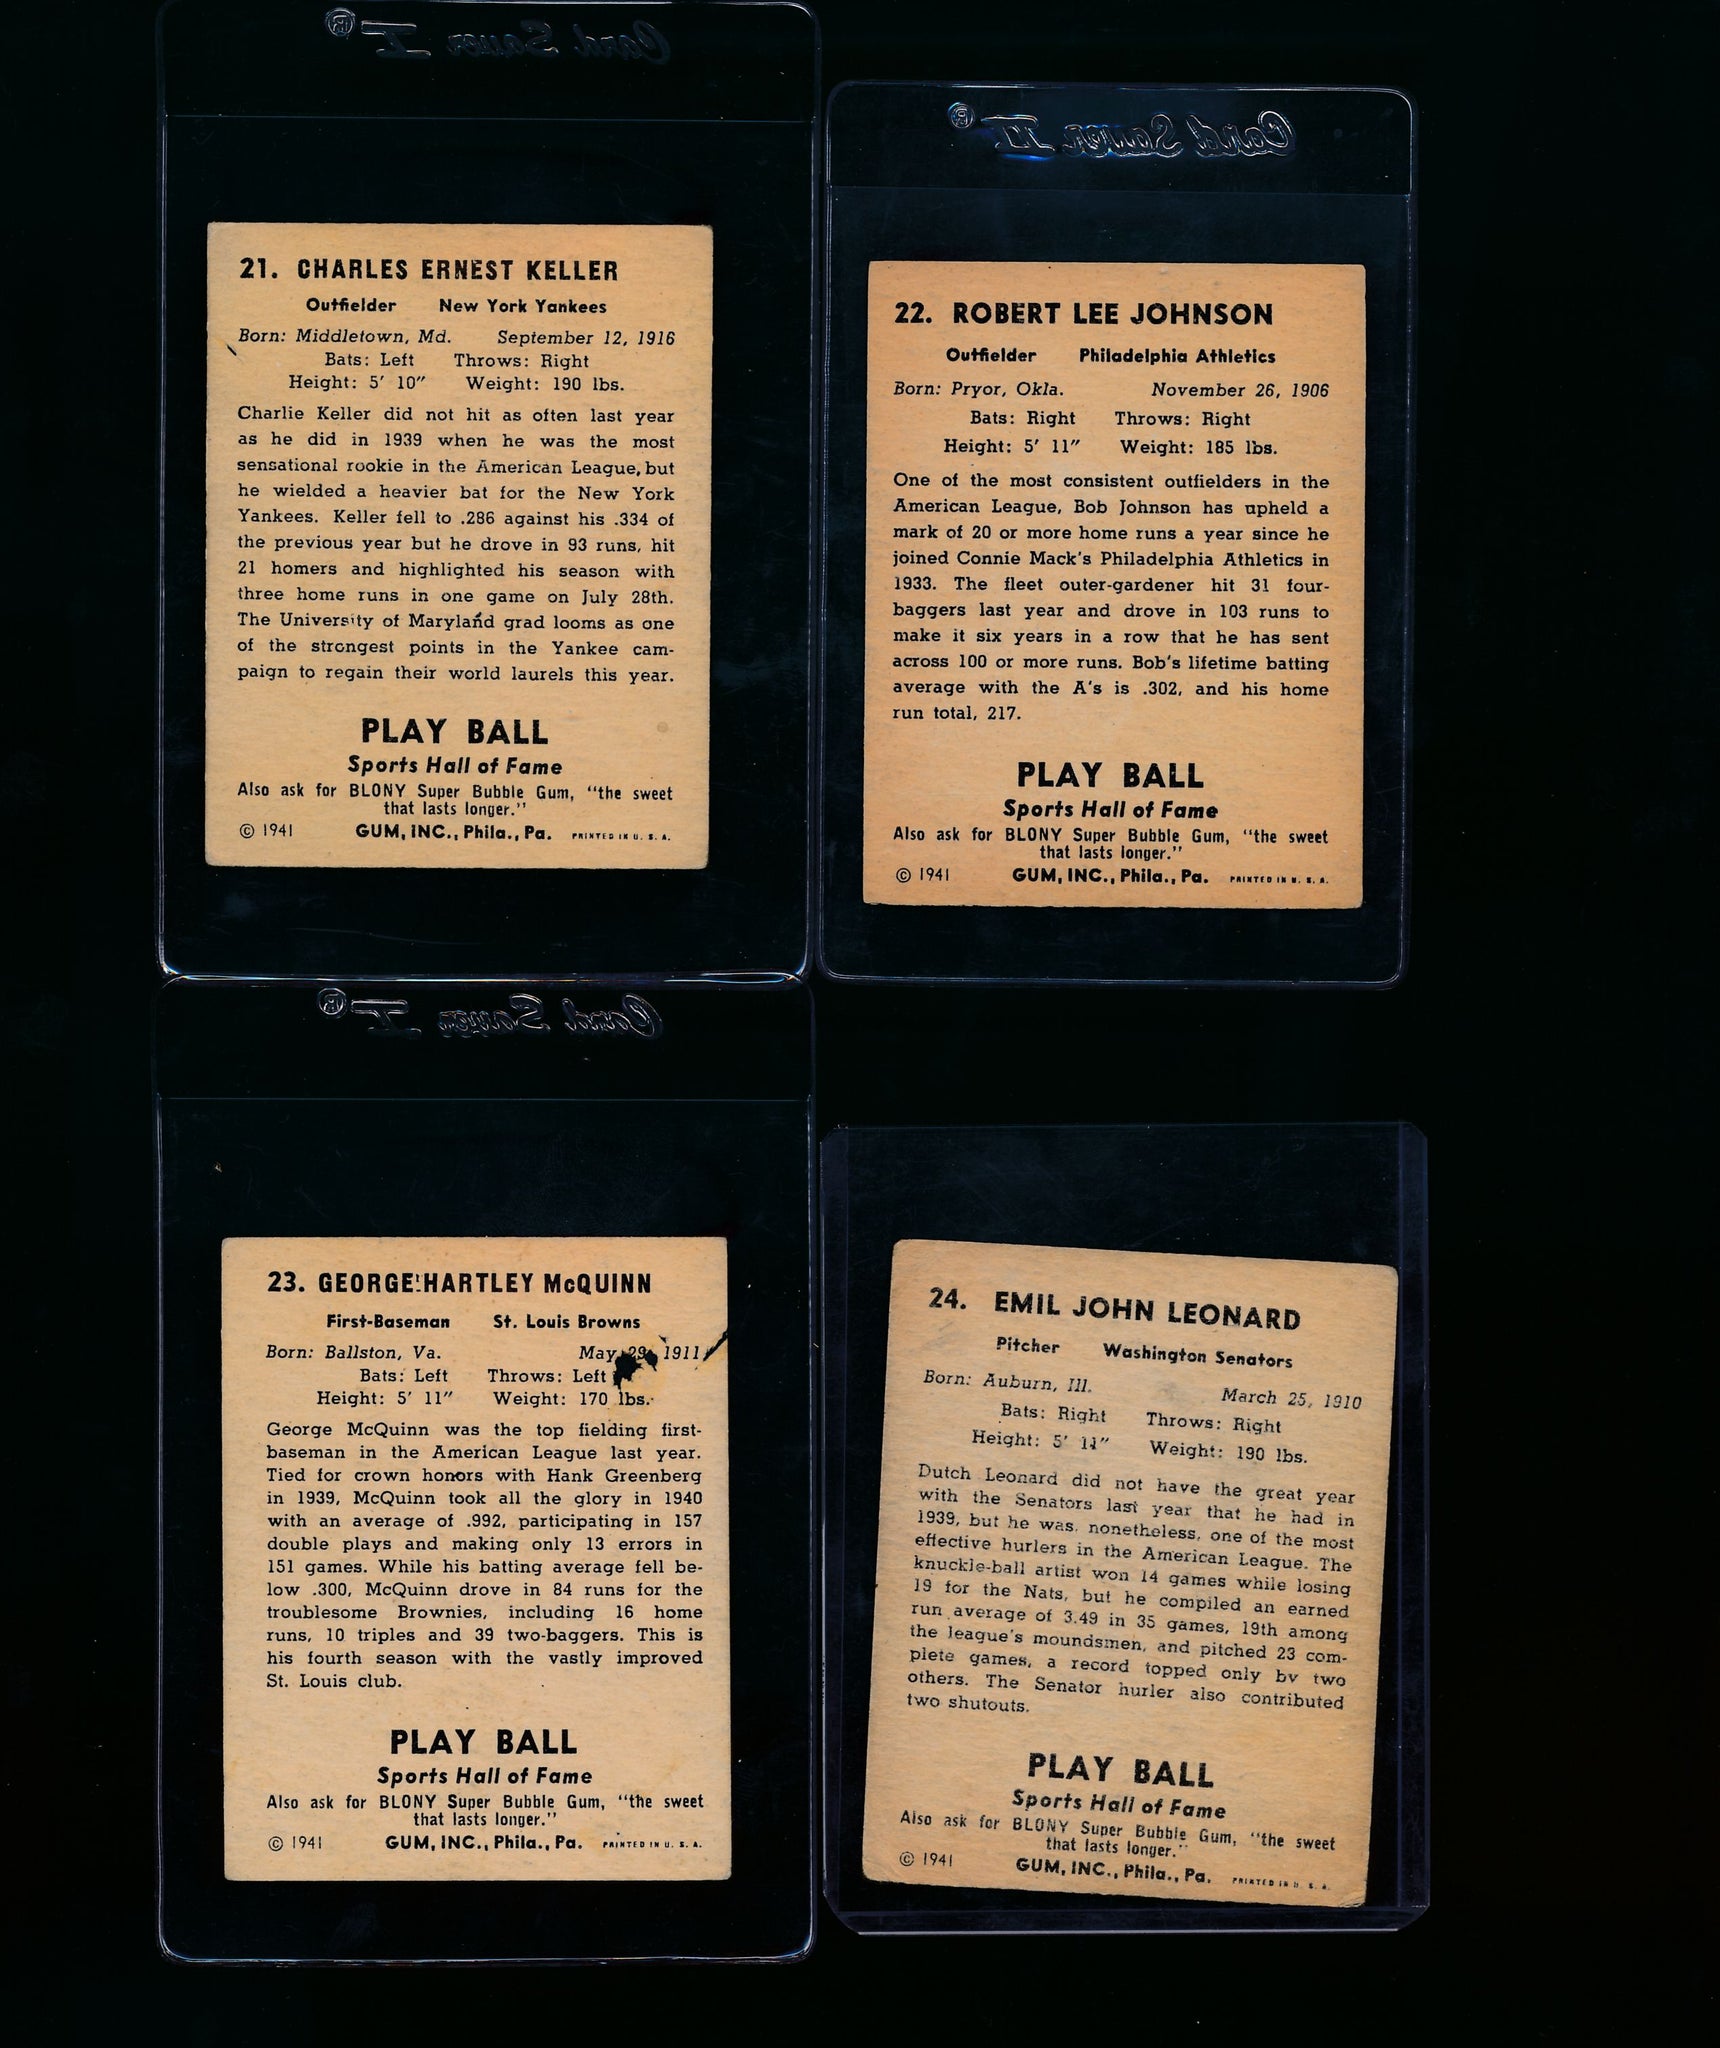 Card Saver I®
21. CHARLES ERNEST KELLER
Outfielder New York Yankees
Born: Middletown, Md. September 12, 1916
Bats: Left Throws: Right
Height: 5' 10" Weight: 190 lbs.
Charlie Keller did not hit as often last year
as he did in 1939 when he was the most
sensational rookie in the American League, but
he wielded a heavier bat for the New York
Yankees. Keller fell to .286 against his .334 of
the previous year but he drove in 93 runs, hit
21 homers and highlighted his season with
three home runs in one game on July 28th.
The University of Maryland grad looms as one
of the strongest points in the Yankee cam-
paign to regain their world laurels this year.
PLAY BALL
Sports Hall of Fame
Also ask for BLONY Super Bubble Gum, "the sweet
that lasts longer."
© 1941 GUM, INC., Phila., Pa. PRINTED IN U. S. A.
Card Saver II®
22. ROBERT LEE JOHNSON
Outfielder Philadelphia Athletics
Born: Pryor, Okla. November 26, 1906
Bats: Right Throws: Right
Height: 5' 11" Weight: 185 lbs.
One of the most consistent outfielders in the
American League, Bob Johnson has upheld a
mark of 20 or more home runs a year since he
joined Connie Mack's Philadelphia Athletics in
1933. The fleet outer-gardener hit 31 four-
baggers last year and drove in 103 runs to
make it six years in a row that he has sent
across 100 or more runs. Bob's lifetime batting
average with the A's is .302, and his home
run total, 217.
PLAY BALL
Sports Hall of Fame
Also ask for BLONY Super Bubble Gum, "the sweet
that lasts longer."
© 1941 GUM, INC., Phila., Pa. PRINTED IN U. S. A.
Card Saver I®
23. GEORGE HARTLEY McQUINN
First-Baseman St. Louis Browns
Born: Ballston, Va. May 29, 1911
Bats: Left Throws: Left
Height: 5' 11" Weight: 170 lbs.
George McQuinn was the top fielding first-
baseman in the American League last year.
Tied for crown honors with Hank Greenberg
in 1939, McQuinn took all the glory in 1940
with an average of .992, participating in 157
double plays and making only 13 errors in
151 games. While his batting average fell be-
low .300, McQuinn drove in 84 runs for the
troublesome Brownies, including 16 home
runs, 10 triples and 39 two-baggers. This is
his fourth season with the vastly improved
St. Louis club.
PLAY BALL
Sports Hall of Fame
Also ask for BLONY Super Bubble Gum, "the sweet
that lasts longer."
© 1941 GUM, INC., Phila., Pa. PRINTED IN U. S. A.
24. EMIL JOHN LEONARD
Pitcher Washington Senators
Born: Auburn, Ill. March 25, 1910
Bats: Right Throws: Right
Height: 5' 11" Weight: 190 lbs.
Dutch Leonard did not have the great year
with the Senators last year that he had in
1939, but he was, nonetheless, one of the most
effective hurlers in the American League. The
knuckle-ball artist won 14 games while losing
19 for the Nats, but he compiled an earned
run average of 3.49 in 35 games, 19th among
the league's moundsmen, and pitched 23 com-
plete games, a record topped only by two
others. The Senator hurler also contributed
two shutouts.
PLAY BALL
Sports Hall of Fame
Also ask for BLONY Super Bubble Gum, "the sweet
that lasts longer."
© 1941 GUM, INC., Phila., Pa. PRINTED IN U. S. A.